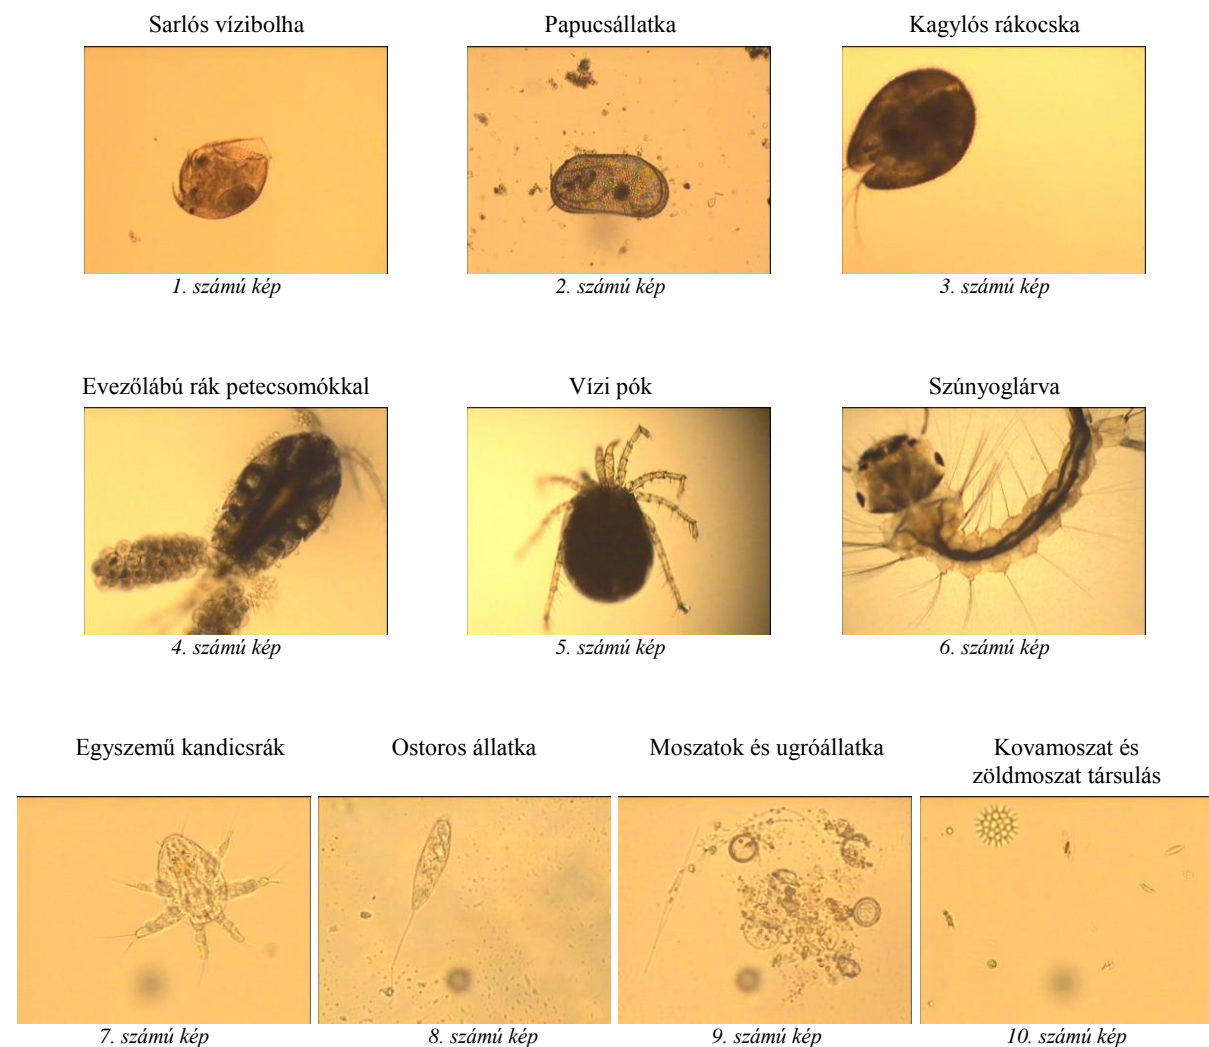 Sarlós vízibolha
Papucsállatka
Kagylós rákocska
1. számú kép
2. számú kép
3. számú kép
Evezőlábú rák petecsomókkal
Vízi pók
Szúnyoglárva
4. számú kép
5. számú kép
6. számú kép
Egyszemű kandicsrák
Ostoros állatka
Moszatok és ugróállatka
Kovamoszat és
zöldmoszat társulás
7. számú kép
8. számú kép
9. számú kép
10. számú kép